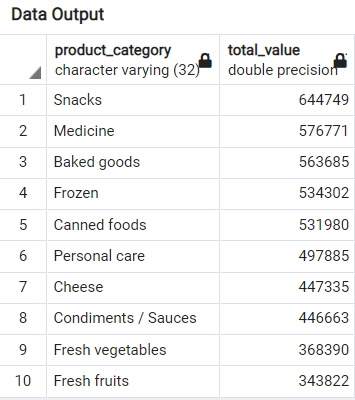 Data Output
product_category total_value
character varying (32) double precision
1 Snacks 644749
2 Medicine 576771
3 Baked goods 563685
4 Frozen 534302
5 Canned foods 531980
6 Personal care 497885
7 Cheese 447335
8 Condiments / Sauces 446663
9 Fresh vegetables 368390
10 Fresh fruits 343822